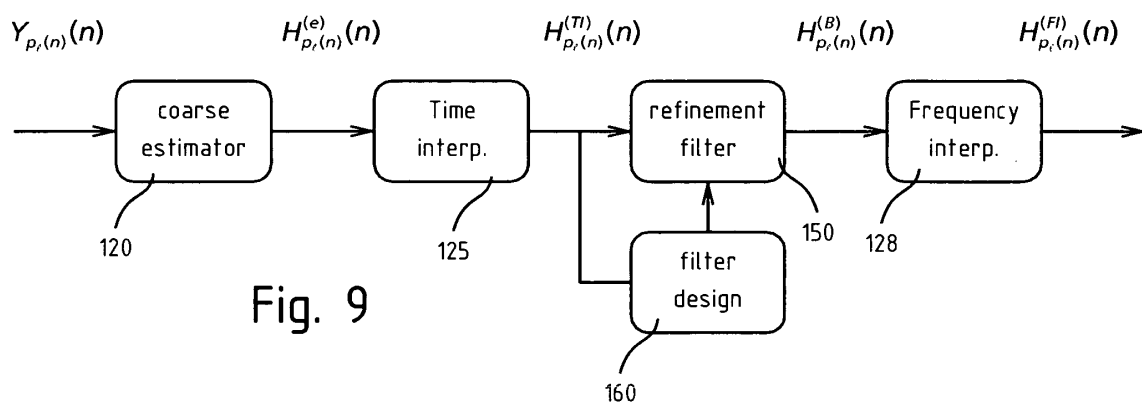 Y_{p_r(n)}(n) H^{(e)}_{p_r(n)}(n) H^{(TI)}_{p_r(n)}(n) H^{(B)}_{p_r(n)}(n) H^{(FI)}_{p_r(n)}(n)
coarse
estimator
Time
interp.
refinement
filter
Frequency
interp.
120
125
150
128
filter
design
160
Fig. 9